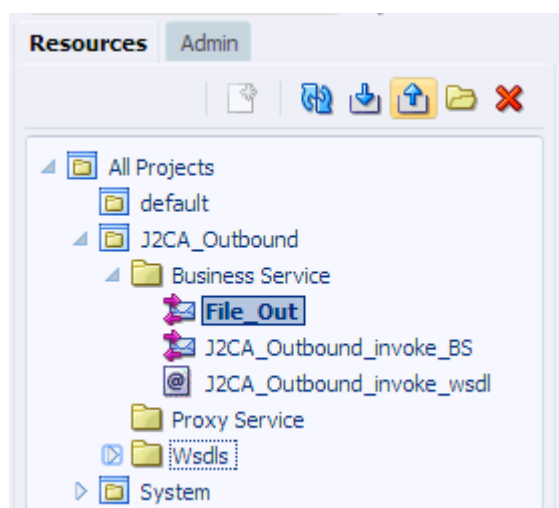 Resources Admin
All Projects
default
J2CA_Outbound
Business Service
File_Out
J2CA_Outbound_invoke_BS
@ J2CA_Outbound_invoke_wsdl
Proxy Service
Wsdls
System